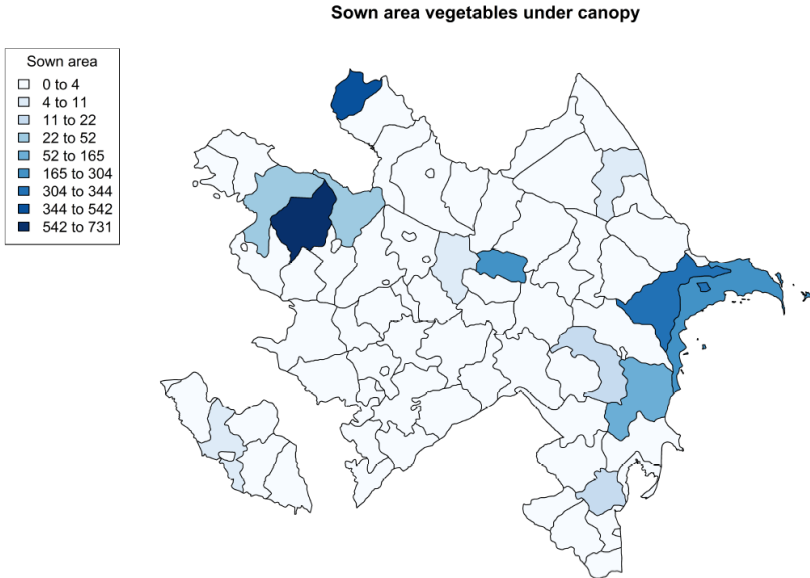 Sown area vegetables under canopy
Sown area
0 to 4
4 to 11
11 to 22
22 to 52
52 to 165
165 to 304
304 to 344
344 to 542
542 to 731